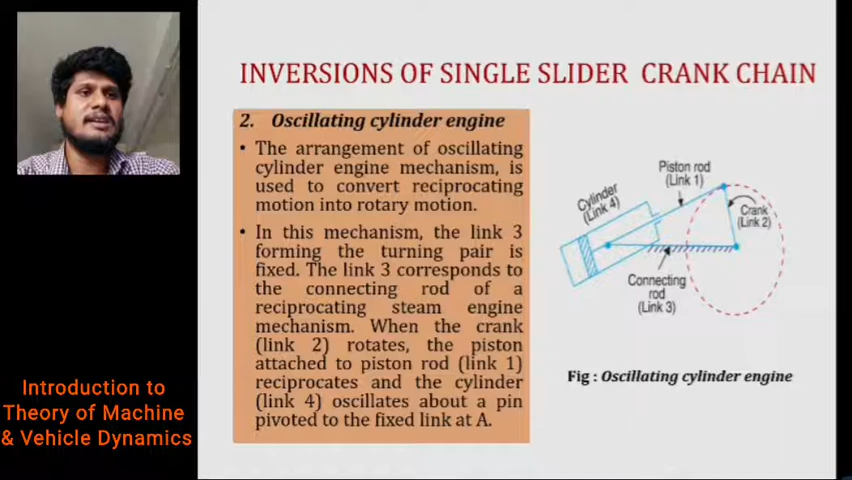 INVERSIONS OF SINGLE SLIDER CRANK CHAIN
2. Oscillating cylinder engine
• The arrangement of oscillating
cylinder engine mechanism, is
used to convert reciprocating
motion into rotary motion.
• In this mechanism, the link 3
forming the turning pair is
fixed. The link 3 corresponds to
the connecting rod of a
reciprocating steam engine
mechanism. When the crank
(link 2) rotates, the piston
attached to piston rod (link 1)
reciprocates and the cylinder
(link 4) oscillates about a pin
pivoted to the fixed link at A.
Cylinder
(Link 4)
Piston rod
(Link 1)
Crank
(Link 2)
Connecting
rod
(Link 3)
Fig : Oscillating cylinder engine
Introduction to
Theory of Machine
& Vehicle Dynamics